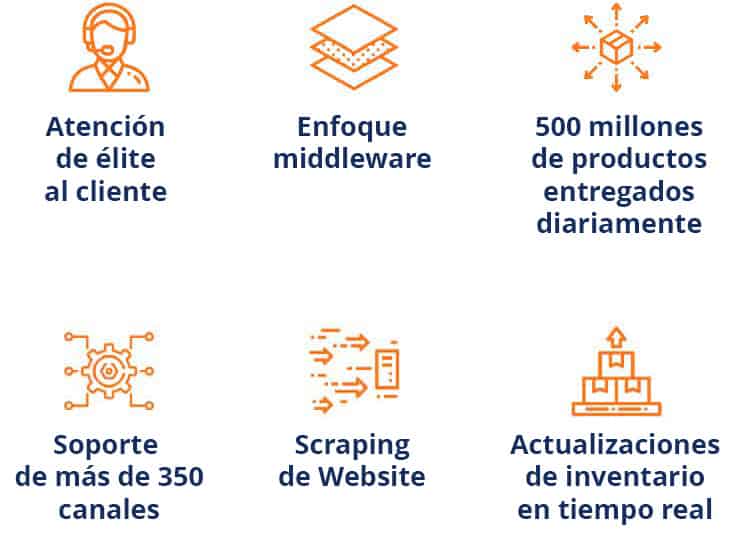 Atención
de élite
al cliente
Enfoque
middleware
500 millones
de productos
entregados
diariamente
Soporte
de más de 350
canales
Scraping
de Website
Actualizaciones
de inventario
en tiempo real